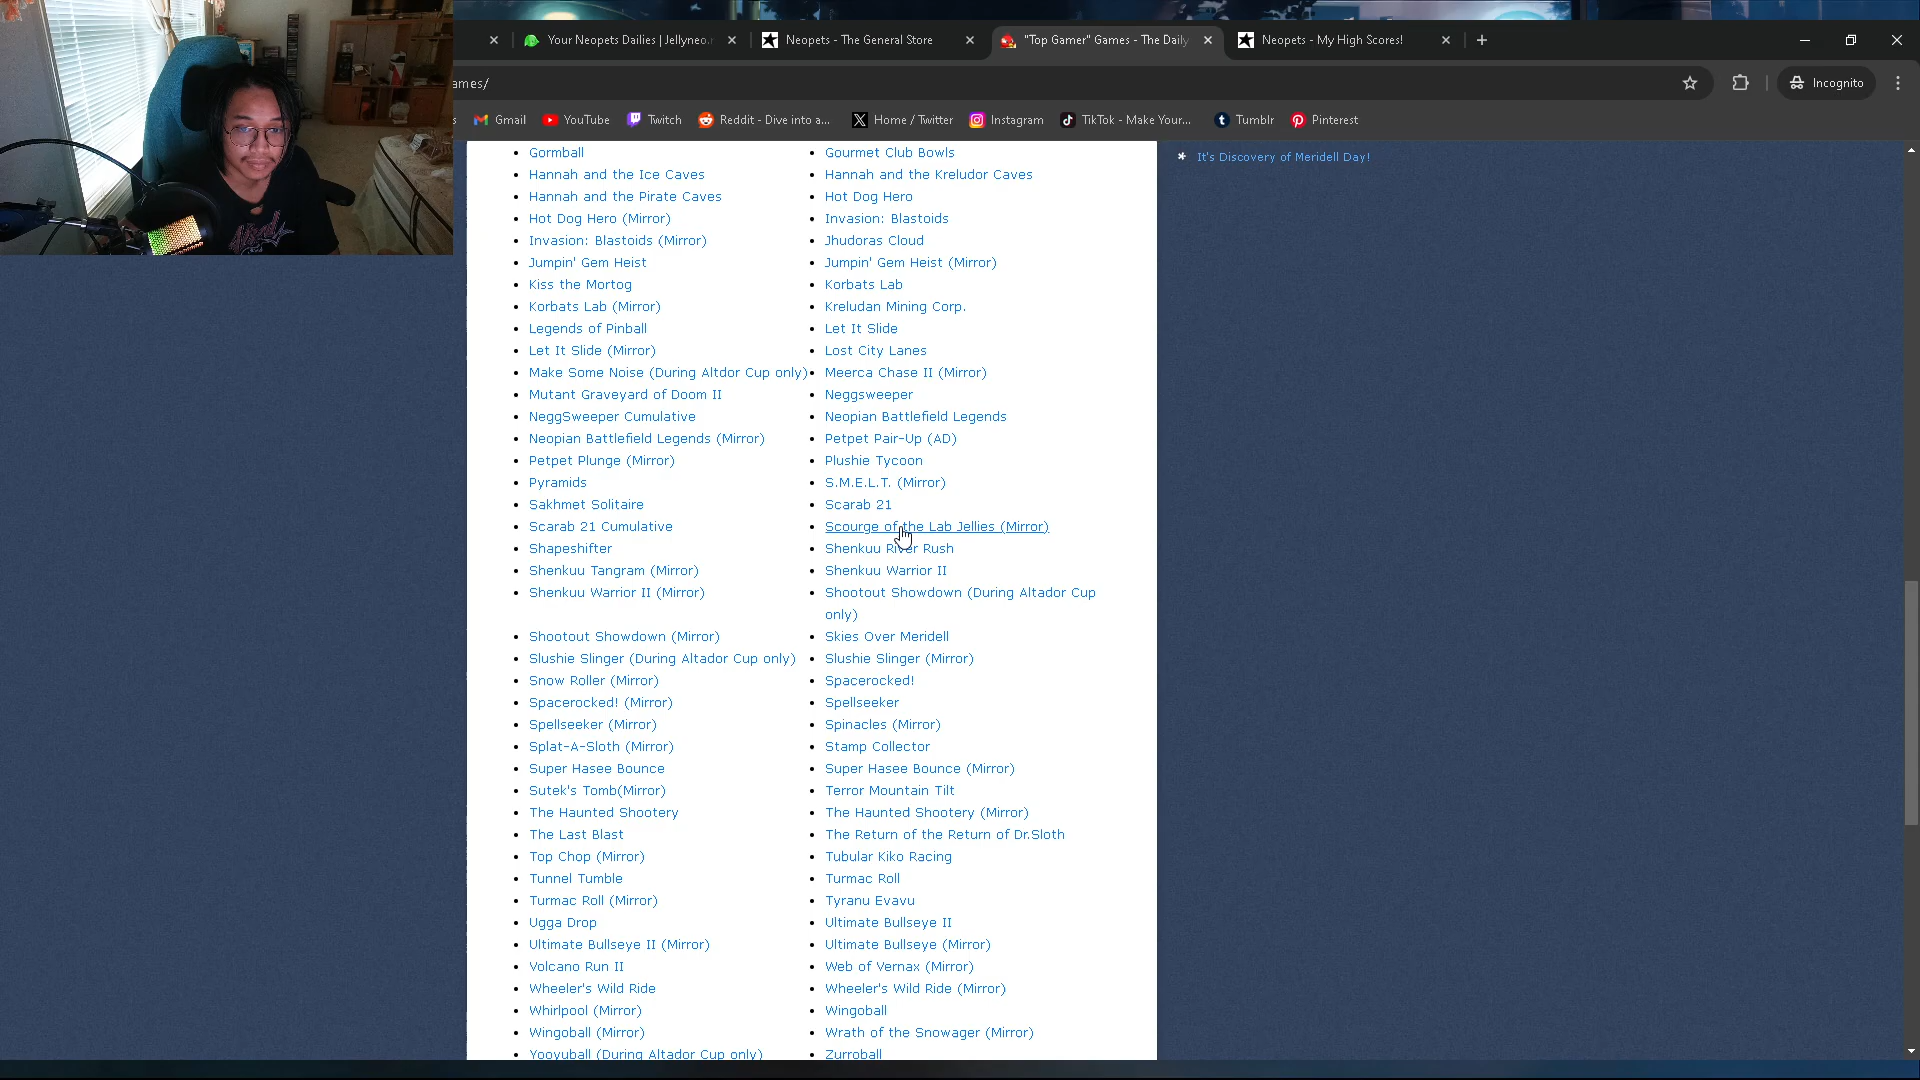 Your Neopets Dailies | Jellyneo.n
Neopets - The General Store
"Top Gamer" Games - The Daily
Neopets - My High Scores!
ames/
Incognito
s
Gmail
YouTube
Twitch
Reddit - Dive into a...
Home / Twitter
Instagram
TikTok - Make Your...
Tumblr
Pinterest
It's Discovery of Meridell Day!
Gormball
Gourmet Club Bowls
Hannah and the Ice Caves
Hannah and the Kreludor Caves
Hannah and the Pirate Caves
Hot Dog Hero
Hot Dog Hero (Mirror)
Invasion: Blastoids
Invasion: Blastoids (Mirror)
Jhudoras Cloud
Jumpin' Gem Heist
Jumpin' Gem Heist (Mirror)
Kiss the Mortog
Korbats Lab
Korbats Lab (Mirror)
Kreludan Mining Corp.
Legends of Pinball
Let It Slide
Let It Slide (Mirror)
Lost City Lanes
Make Some Noise (During Altdor Cup only)
Meerca Chase II (Mirror)
Mutant Graveyard of Doom II
Neggsweeper
NeggSweeper Cumulative
Neopian Battlefield Legends
Neopian Battlefield Legends (Mirror)
Petpet Pair-Up (AD)
Petpet Plunge (Mirror)
Plushie Tycoon
Pyramids
S.M.E.L.T. (Mirror)
Sakhmet Solitaire
Scarab 21
Scarab 21 Cumulative
Scourge of the Lab Jellies (Mirror)
Shapeshifter
Shenkuu River Rush
Shenkuu Tangram (Mirror)
Shenkuu Warrior II
Shenkuu Warrior II (Mirror)
Shootout Showdown (During Altador Cup
only)
Shootout Showdown (Mirror)
Skies Over Meridell
Slushie Slinger (During Altador Cup only)
Slushie Slinger (Mirror)
Snow Roller (Mirror)
Spacerocked!
Spacerocked! (Mirror)
Spellseeker
Spellseeker (Mirror)
Spinacles (Mirror)
Splat-A-Sloth (Mirror)
Stamp Collector
Super Hasee Bounce
Super Hasee Bounce (Mirror)
Sutek's Tomb(Mirror)
Terror Mountain Tilt
The Haunted Shootery
The Haunted Shootery (Mirror)
The Last Blast
The Return of the Return of Dr.Sloth
Top Chop (Mirror)
Tubular Kiko Racing
Tunnel Tumble
Turmac Roll
Turmac Roll (Mirror)
Tyranu Evavu
Ugga Drop
Ultimate Bullseye II
Ultimate Bullseye II (Mirror)
Ultimate Bullseye (Mirror)
Volcano Run II
Web of Vernax (Mirror)
Wheeler's Wild Ride
Wheeler's Wild Ride (Mirror)
Whirlpool (Mirror)
Wingoball
Wingoball (Mirror)
Wrath of the Snowager (Mirror)
Yooyuball (During Altador Cup only)
Zurroball